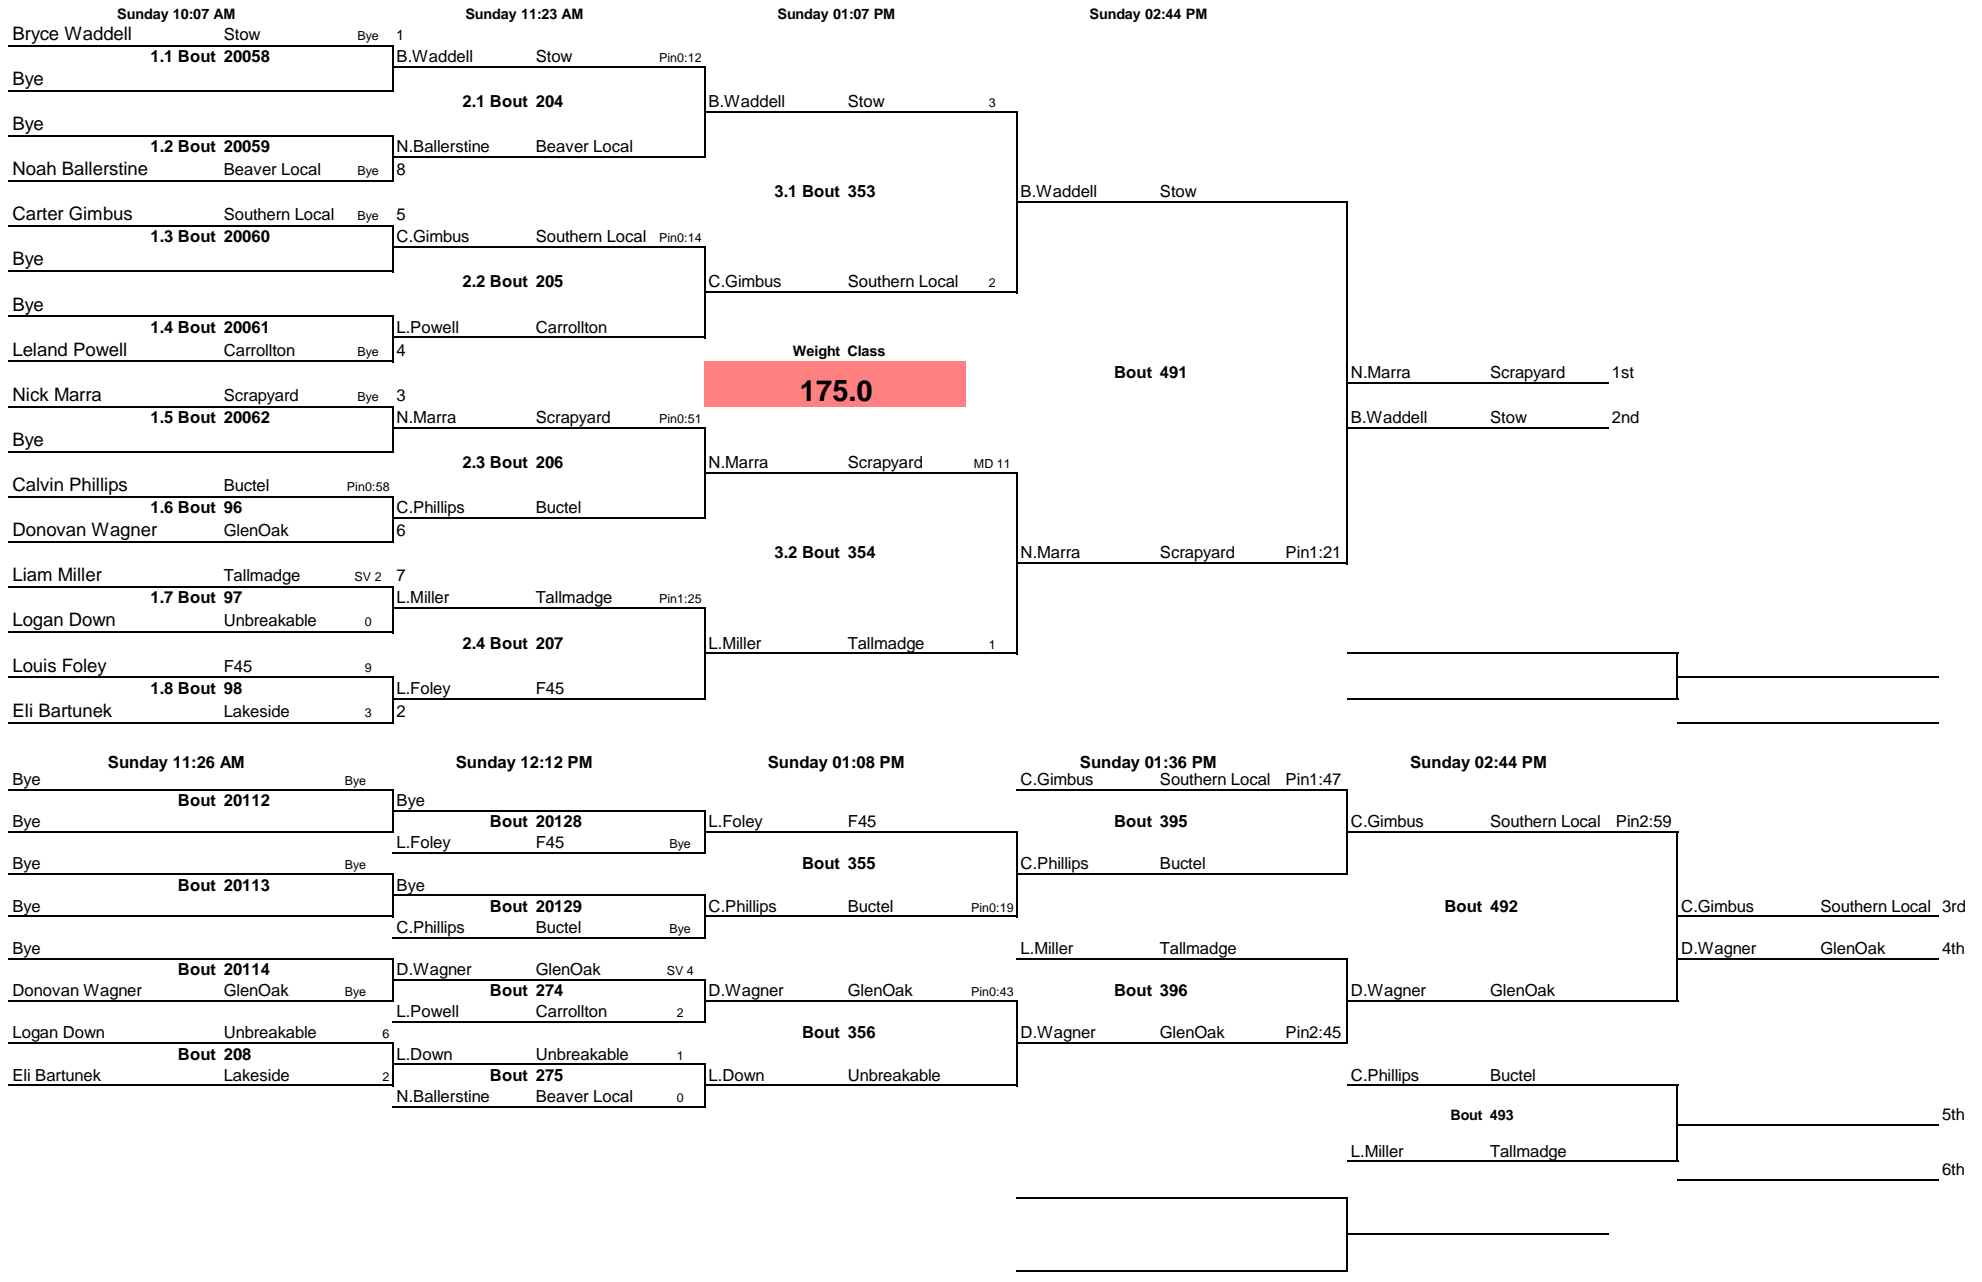 Sunday 10:07 AM Sunday 11:23 AM Sunday 01:07 PM Sunday 02:44 PM
Bryce Waddell Stow Bye 1
1.1 Bout 20058 B.Waddell Stow Pin0:12
Bye
2.1 Bout 204 B.Waddell Stow 3
Bye
1.2 Bout 20059 N.Ballerstine Beaver Local
Noah Ballerstine Beaver Local Bye 8
3.1 Bout 353 B.Waddell Stow
Carter Gimbus Southern Local Bye 5
1.3 Bout 20060 C.Gimbus Southern Local Pin0:14
Bye
2.2 Bout 205 C.Gimbus Southern Local 2
Bye
1.4 Bout 20061 L.Powell Carrollton
Leland Powell Carrollton Bye 4 Weight Class
Bout 491 N.Marra Scrapyard 1st
Nick Marra Scrapyard Bye 3 175.0
1.5 Bout 20062 N.Marra Scrapyard Pin0:51 B.Waddell Stow 2nd
Bye
2.3 Bout 206 N.Marra Scrapyard MD 11
Calvin Phillips Buctel Pin0:58
1.6 Bout 96 C.Phillips Buctel
Donovan Wagner GlenOak 6
3.2 Bout 354 N.Marra Scrapyard Pin1:21
Liam Miller Tallmadge SV 2 7
1.7 Bout 97 L.Miller Tallmadge Pin1:25
Logan Down Unbreakable 0
2.4 Bout 207 L.Miller Tallmadge 1
Louis Foley F45 9
1.8 Bout 98 L.Foley F45
Eli Bartunek Lakeside 3 2
Sunday 11:26 AM Sunday 12:12 PM Sunday 01:08 PM Sunday 01:36 PM Sunday 02:44 PM
Bye Bye C.Gimbus Southern Local Pin1:47
Bout 20112 Bye
Bye Bout 20128 L.Foley F45 Bout 395 C.Gimbus Southern Local Pin2:59
L.Foley F45 Bye
Bye Bye Bout 355 C.Phillips Buctel
Bout 20113 Bye
Bye Bout 20129 C.Phillips Buctel Pin0:19 Bout 492 C.Gimbus Southern Local 3rd
C.Phillips Buctel Bye
Bye L.Miller Tallmadge D.Wagner GlenOak 4th
Bout 20114 D.Wagner GlenOak SV 4
Donovan Wagner GlenOak Bye Bout 274 D.Wagner GlenOak Pin0:43 Bout 396 D.Wagner GlenOak
L.Powell Carrollton 2
Logan Down Unbreakable 6 Bout 356 D.Wagner GlenOak Pin2:45
Bout 208 L.Down Unbreakable 1
Eli Bartunek Lakeside 2 Bout 275 L.Down Unbreakable C.Phillips Buctel
N.Ballerstine Beaver Local 0
Bout 493 5th
L.Miller Tallmadge
6th